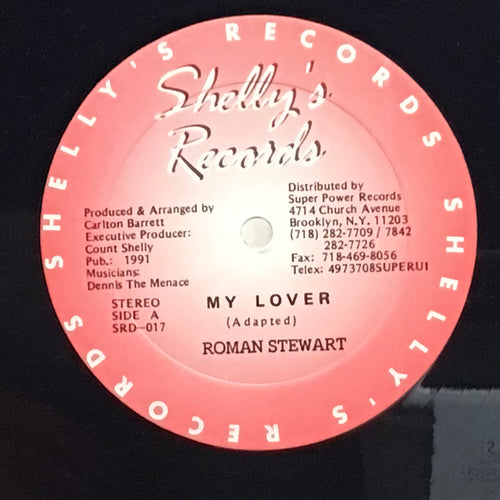 SHELLY'S RECORDS SHELLY'S RECORDS SHELLY'S RECORDS
Shelly's
Records
Produced & Arranged by
Carlton Barrett
Executive Producer:
Count Shelly
Pub.: 1991
Musicians:
Dennis The Menace
Distributed by
Super Power Records
4714 Church Avenue
Brooklyn, N.Y. 11203
(718) 282-7709 / 7842
282-7726
Fax: 718-469-8056
Telex: 4973708SUPERUI
STEREO
SIDE A
SRD-017
MY LOVER
(Adapted)
ROMAN STEWART